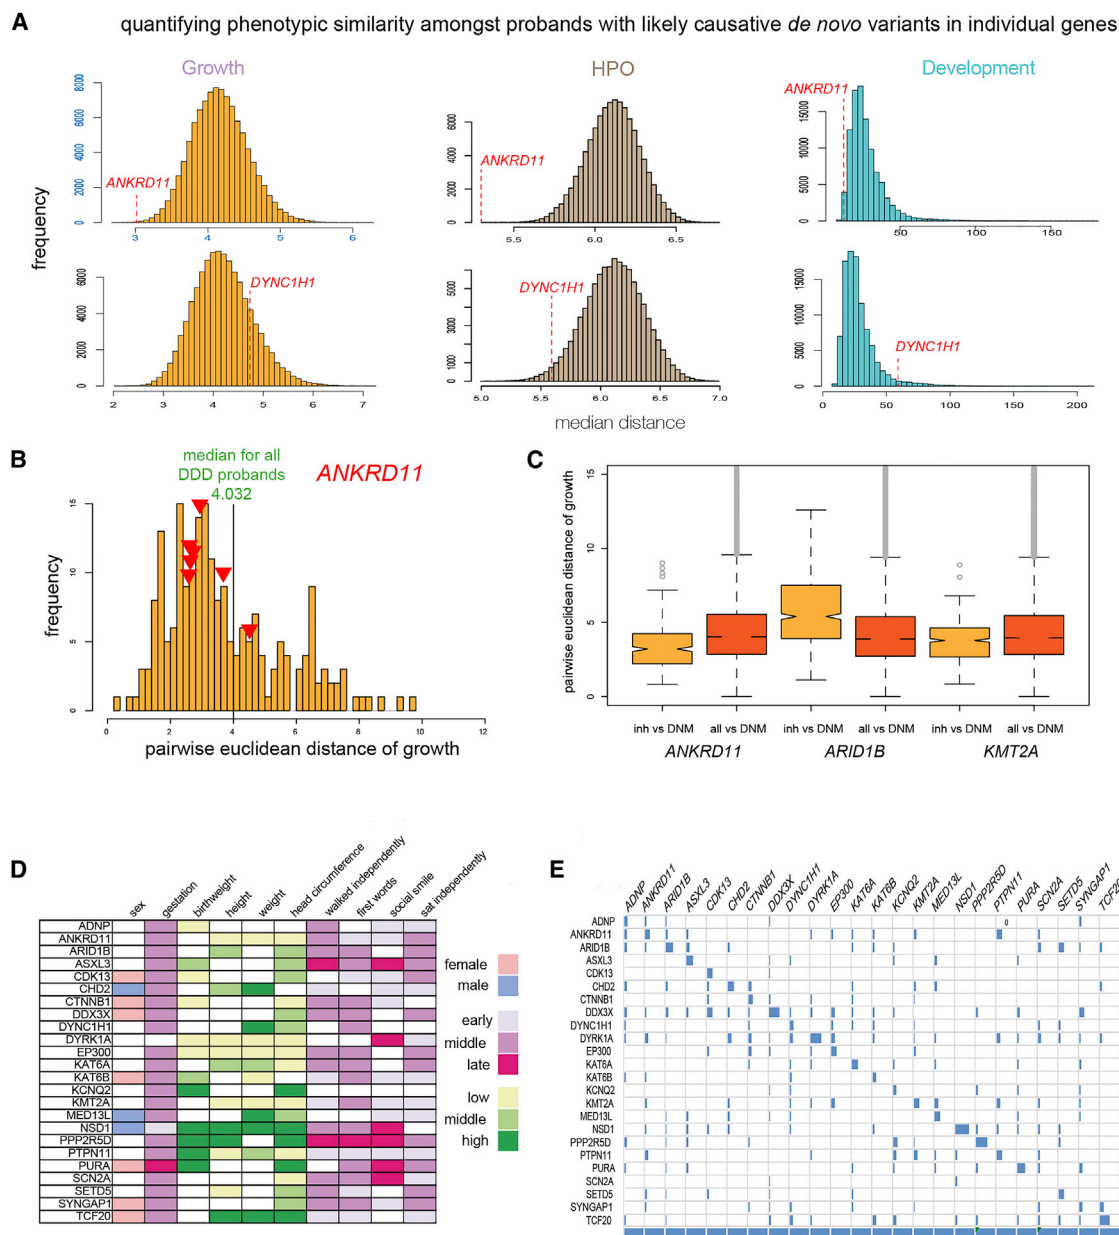 A
quantifying phenotypic similarity amongst probands with likely causative de novo variants in individual genes
Growth
HPO
Development
frequency
0 2000 4000 6000 8000
ANKRD11
3 4 5 6
0 2000 4000 6000
ANKRD11
5.5 6.0 6.5
0 5000 10000 15000
ANKRD11
50 100 150
0 2000 4000 6000
DYNC1H1
2 3 4 5 6 7
0 1000 3000 5000
DYNC1H1
5.0 5.5 6.0 6.5 7.0
0 5000 10000 15000
DYNC1H1
0 50 100 150 200
median distance
B
median for all
DDD probands
4.032
ANKRD11
frequency
0 5 10 15
0 2 4 6 8 10 12
pairwise euclidean distance of growth
C
pairwise euclidean distance of growth
0 5 10 15
inh vs DNM all vs DNM inh vs DNM all vs DNM inh vs DNM all vs DNM
ANKRD11 ARID1B KMT2A
D
sex
gestation
birthweight
height
weight
head circumference
walked independently
first words
social smile
sat independently
ADNP
ANKRD11
ARID1B
ASXL3
CDK13
CHD2
CTNNB1
DDX3X
DYNC1H1
DYRK1A
EP300
KAT6A
KAT6B
KCNQ2
KMT2A
MED13L
NSD1
PPP2R5D
PTPN11
PURA
SCN2A
SETD5
SYNGAP1
TCF20
female
male
early
middle
late
low
middle
high
E
ADNP
ANKRD11
ARID1B
ASXL3
CDK13
CHD2
CTNNB1
DDX3X
DYNC1H1
DYRK1A
EP300
KAT6A
KAT6B
KCNQ2
KMT2A
MED13L
NSD1
PPP2R5D
PTPN11
PURA
SCN2A
SETD5
SYNGAP1
TCF20
ADNP
0
ANKRD11
ARID1B
ASXL3
CDK13
CHD2
CTNNB1
DDX3X
DYNC1H1
DYRK1A
EP300
KAT6A
KAT6B
KCNQ2
KMT2A
MED13L
NSD1
PPP2R5D
PTPN11
PURA
SCN2A
SETD5
SYNGAP1
TCF20